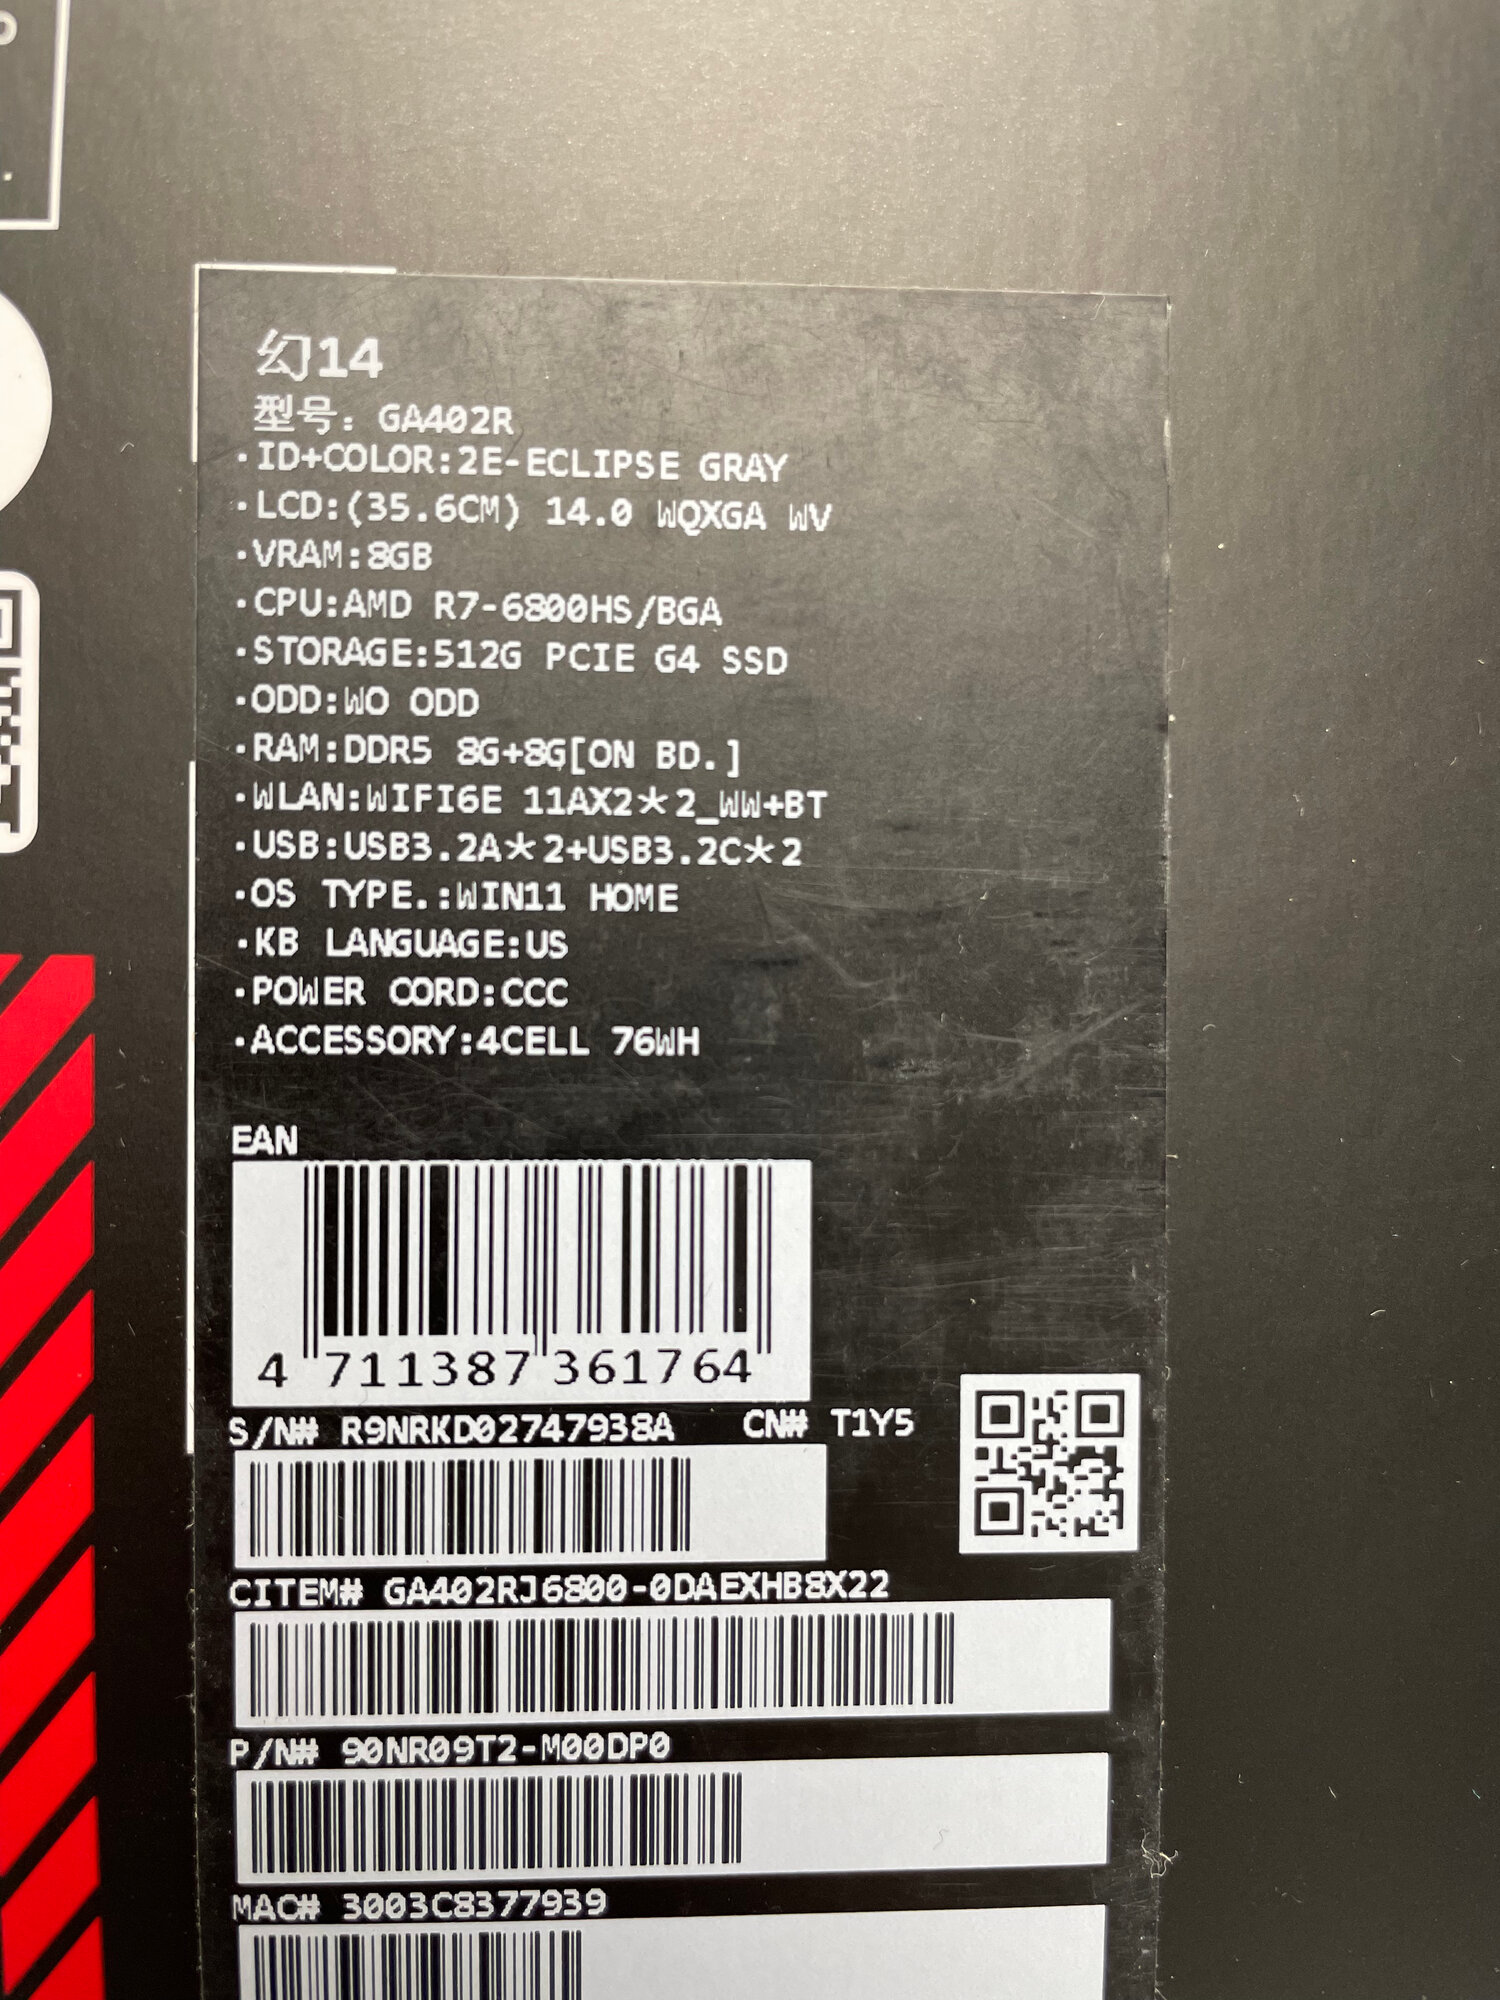 幻14
型号：GA402R
·ID+COLOR:2E-ECLIPSE GRAY
·LCD:(35.6CM) 14.0 WQXGA WV
·VRAM:8GB
·CPU:AMD R7-6800HS/BGA
·STORAGE:512G PCIE G4 SSD
·ODD:WO ODD
·RAM:DDR5 8G+8G[ON BD.]
·WLAN:WIFI6E 11AX2*2_WW+BT
·USB:USB3.2A*2+USB3.2C*2
·OS TYPE.:WIN11 HOME
·KB LANGUAGE:US
·POWER CORD:CCC
·ACCESSORY:4CELL 76WH
EAN
4 711387 361764
S/N# R9NRKD02747938A CN# T1Y5
CITEM# GA402RJ6800-0DAEXHB8X22
P/N# 90NR09T2-M00DP0
MAC# 3003C8377939